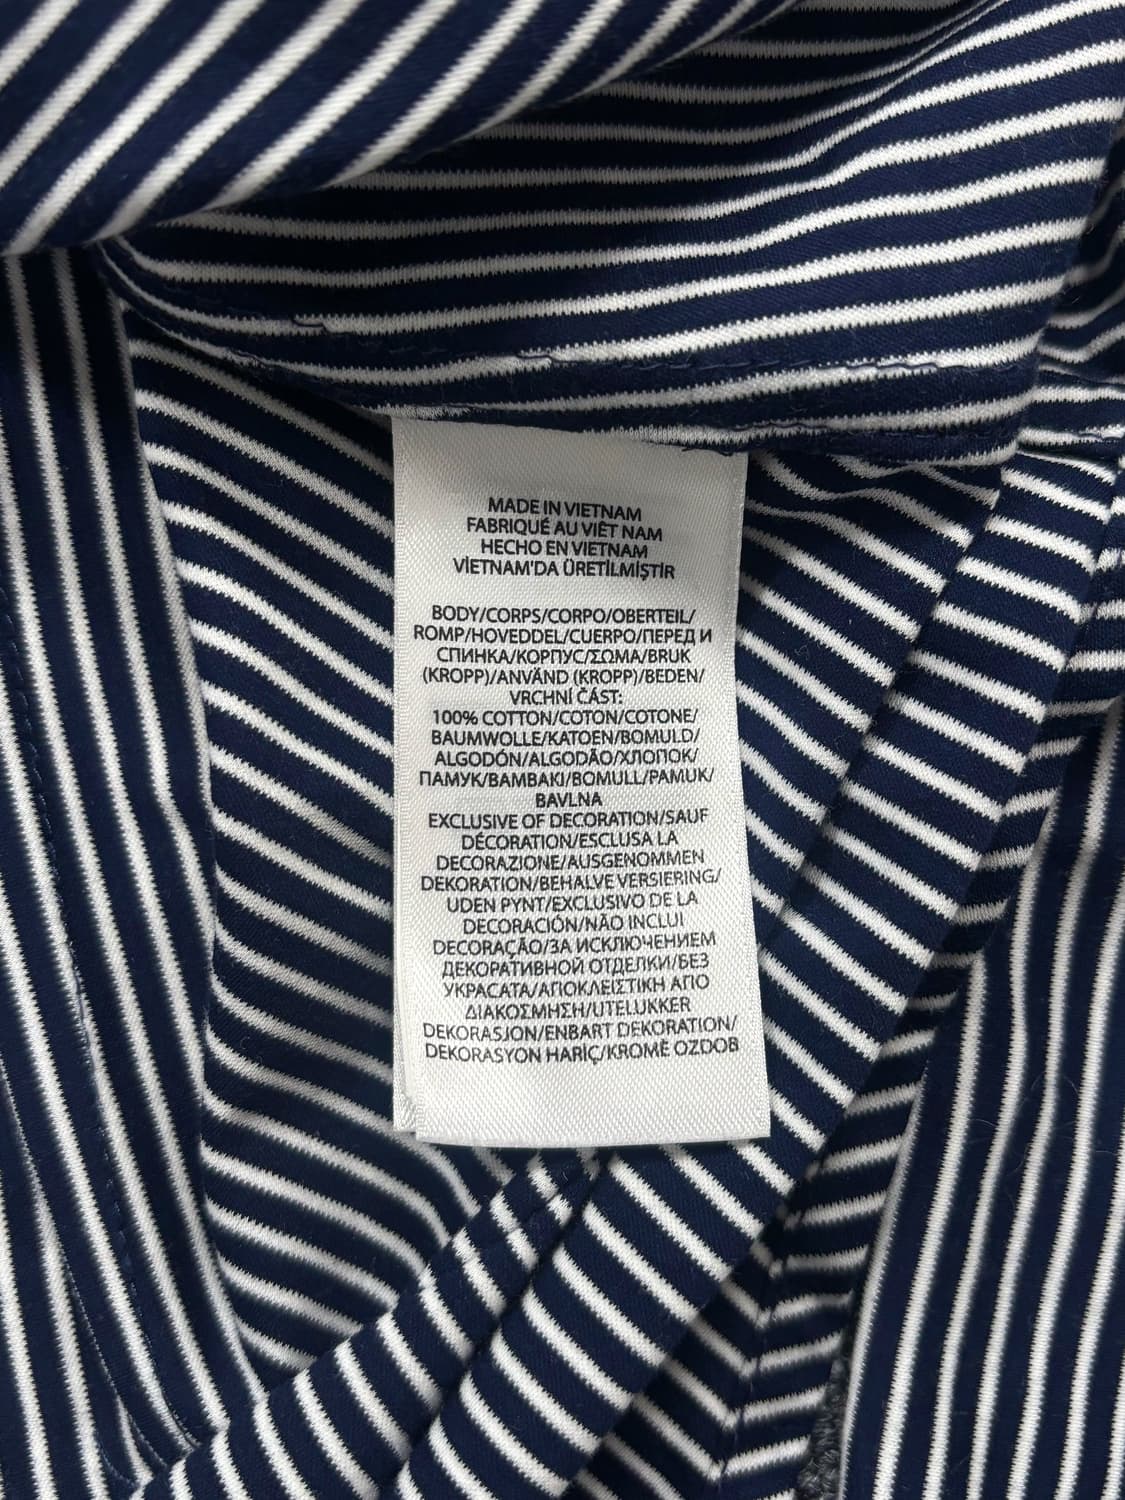 MADE IN VIETNAM
FABRIQUÉ AU VIÊT NAM
HECHO EN VIETNAM
VİETNAM'DA ÜRETİLMİŞTİR
BODY/CORPS/CORPO/OBERTEIL/
ROMP/HOVEDDEL/CUERPO/ПЕРЕД И
СПИНКА/КОРПУС/ΣΩΜΑ/BRUK
(KROPP)/ANVÄND (KROPP)/BEDEN/
VRCHNÍ ČÁST:
100% COTTON/COTON/COTONE/
BAUMWOLLE/KATOEN/BOMULD/
ALGODÓN/ALGODÃO/ХЛОПОК/
ПАМУК/ΒΑΜΒΑΚΙ/BOMULL/PAMUK/
BAVLNA
EXCLUSIVE OF DECORATION/SAUF
DÉCORATION/ESCLUSA LA
DECORAZIONE/AUSGENOMMEN
DEKORATION/BEHALVE VERSIERING/
UDEN PYNT/EXCLUSIVO DE LA
DECORACIÓN/NÃO INCLUI
DECORAÇÃO/ЗА ИСКЛЮЧЕНИЕМ
ДЕКОРАТИВНОЙ ОТДЕЛКИ/БЕЗ
УКРАСАТА/ΑΠΟΚΛΕΙΣΤΙΚΗ ΑΠΟ
ΔΙΑΚΟΣΜΗΣΗ/UTELUKKER
DEKORASJON/ENBART DEKORATION/
DEKORASYON HARİÇ/KROMĚ OZDOB